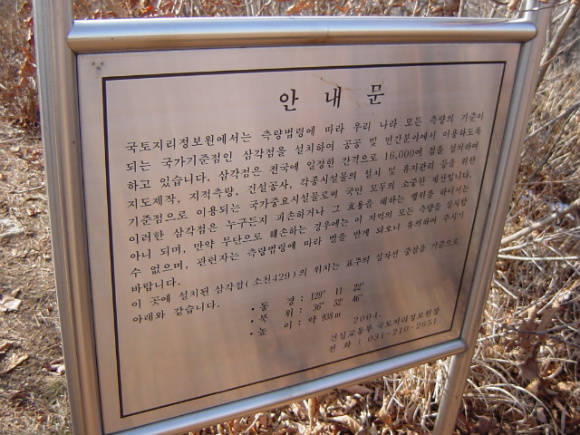 안 내 문
국토지리정보원에서는 측량법령에 따라 우리 나라 모든 측량의 기준이
되는 국가기준점인 삼각점을 설치하여 공공 및 민간분야에서 이용하도록
하고 있습니다. 삼각점은 전국에 일정한 간격으로 16,000여 점을 설치하여
지도제작, 지적측량, 건설공사, 각종시설물의 설치 및 유지관리 등을 위한
기준점으로 이용되는 국가중요시설물로써 국민 모두의 소중한 재산입니다.
이러한 삼각점은 누구든지 파손하거나 그 효용을 해하는 행위를 하여서는
아니 되며, 만약 무단으로 훼손하는 경우에는 이 지역의 모든 측량을 실시할
수 없으며, 관련자는 측량법령에 따라 벌을 받게 되오니 유의하여 주시기
바랍니다.
이 곳에 설치된 삼각점(소천429)의 위치는 표주의 십자선 중심을 기준으로
아래와 같습니다.
• 동 경 : 129° 11′ 22″
• 북 위 : 36° 52′ 46″
• 높 이 : 약 938m
2004.
건설교통부 국토지리정보원장
전 화 : 031-210-2651